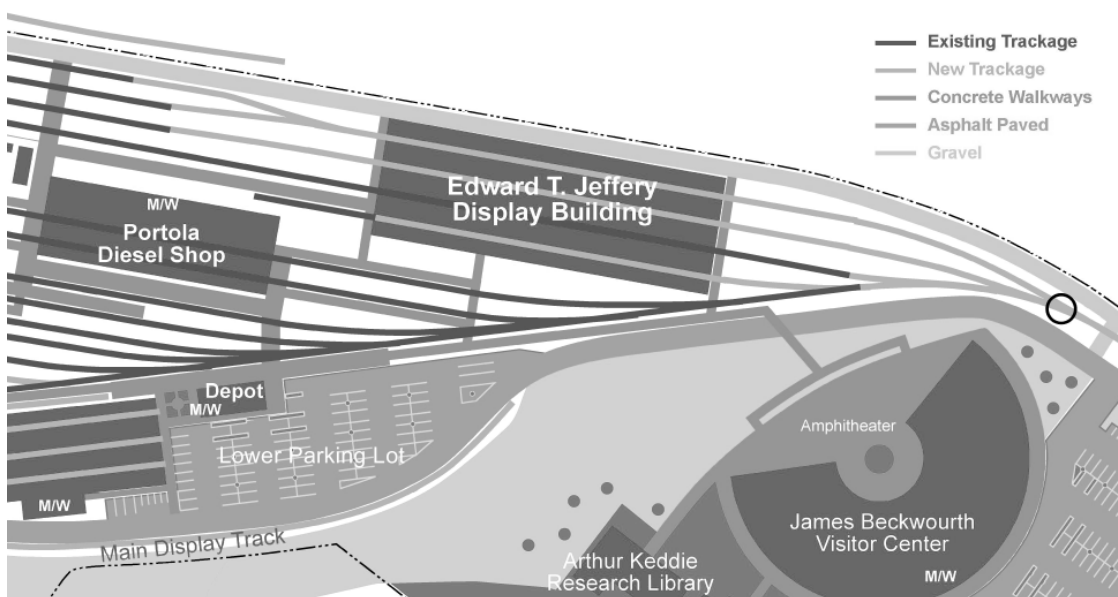 Existing Trackage
New Trackage
Concrete Walkways
Asphalt Paved
Gravel
Edward T. Jeffery
Display Building
M/W
Portola
Diesel Shop
Depot
M/W
Lower Parking Lot
M/W
Main Display Track
Amphitheater
James Beckwourth
Visitor Center
M/W
Arthur Keddie
Research Library